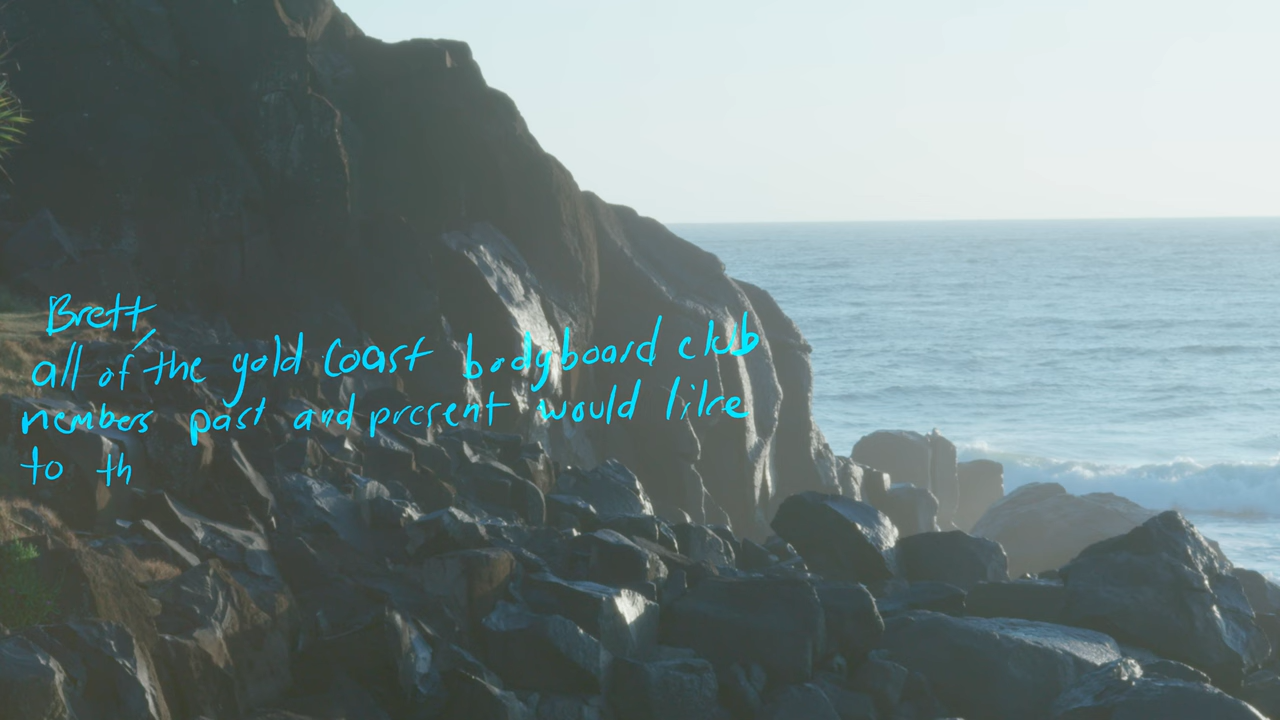 Brett,
all of the gold Coast bodyboard club
members past and present would like
to th